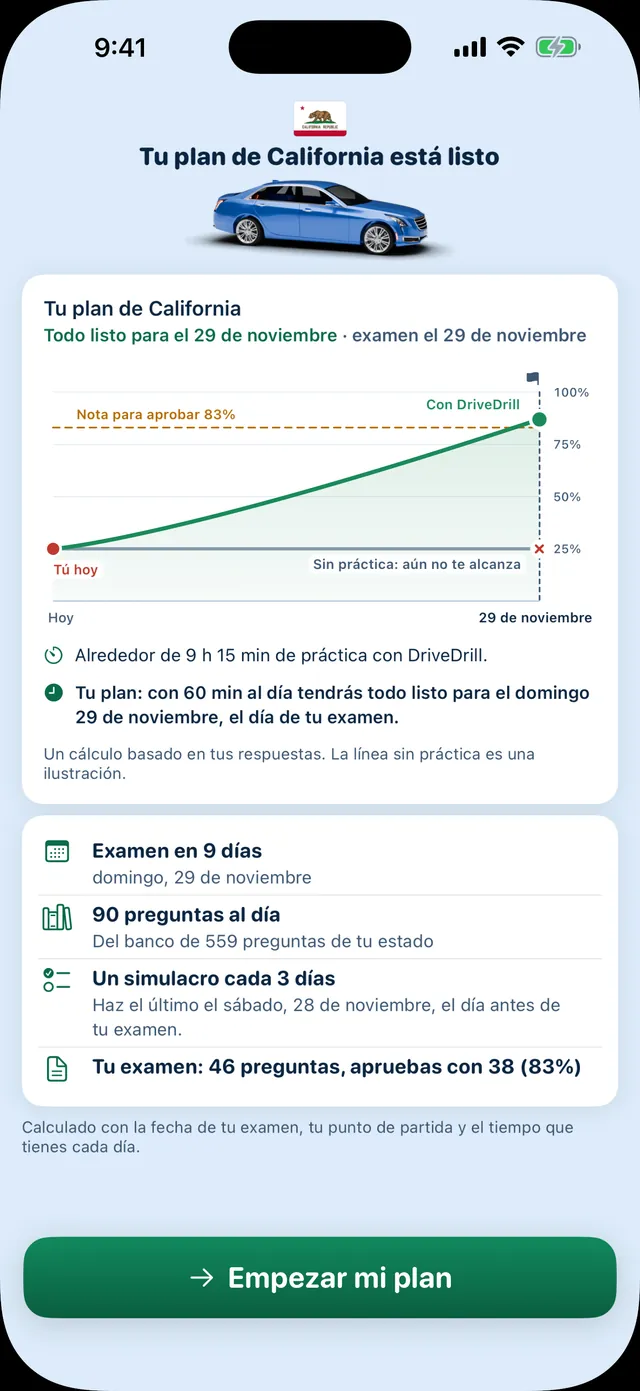 9:41
CALIFORNIA REPUBLIC
Tu plan de California está listo
Tu plan de California
Todo listo para el 29 de noviembre · examen el 29 de noviembre
100%
Con DriveDrill
Nota para aprobar 83%
75%
50%
25%
Sin práctica: aún no te alcanza
Tú hoy
Hoy
29 de noviembre
Alrededor de 9 h 15 min de práctica con DriveDrill.
Tu plan: con 60 min al día tendrás todo listo para el domingo
29 de noviembre, el día de tu examen.
Un cálculo basado en tus respuestas. La línea sin práctica es una
ilustración.
Examen en 9 días
domingo, 29 de noviembre
90 preguntas al día
Del banco de 559 preguntas de tu estado
Un simulacro cada 3 días
Haz el último el sábado, 28 de noviembre, el día antes de
tu examen.
Tu examen: 46 preguntas, apruebas con 38 (83%)
Calculado con la fecha de tu examen, tu punto de partida y el tiempo que
tienes cada día.
Empezar mi plan